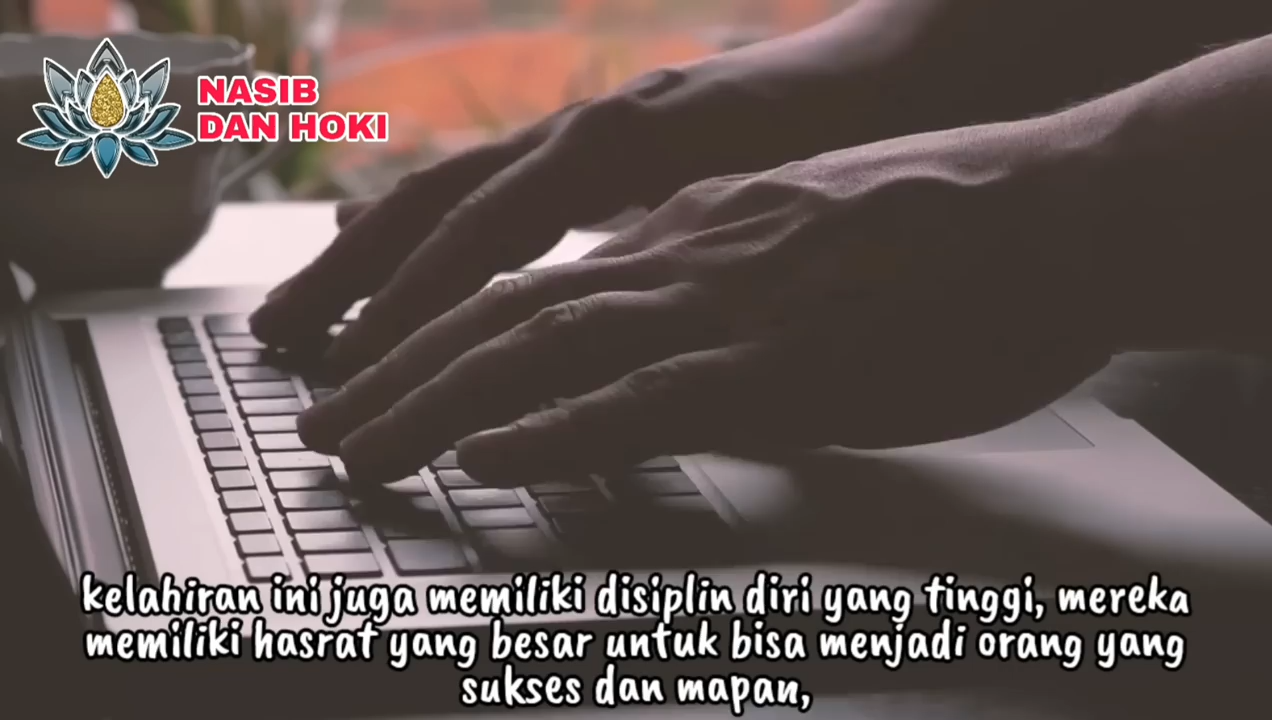 NASIB
DAN HOKI
kelahiran ini juga memiliki disiplin diri yang tinggi, mereka
memiliki hasrat yang besar untuk bisa menjadi orang yang
sukses dan mapan,